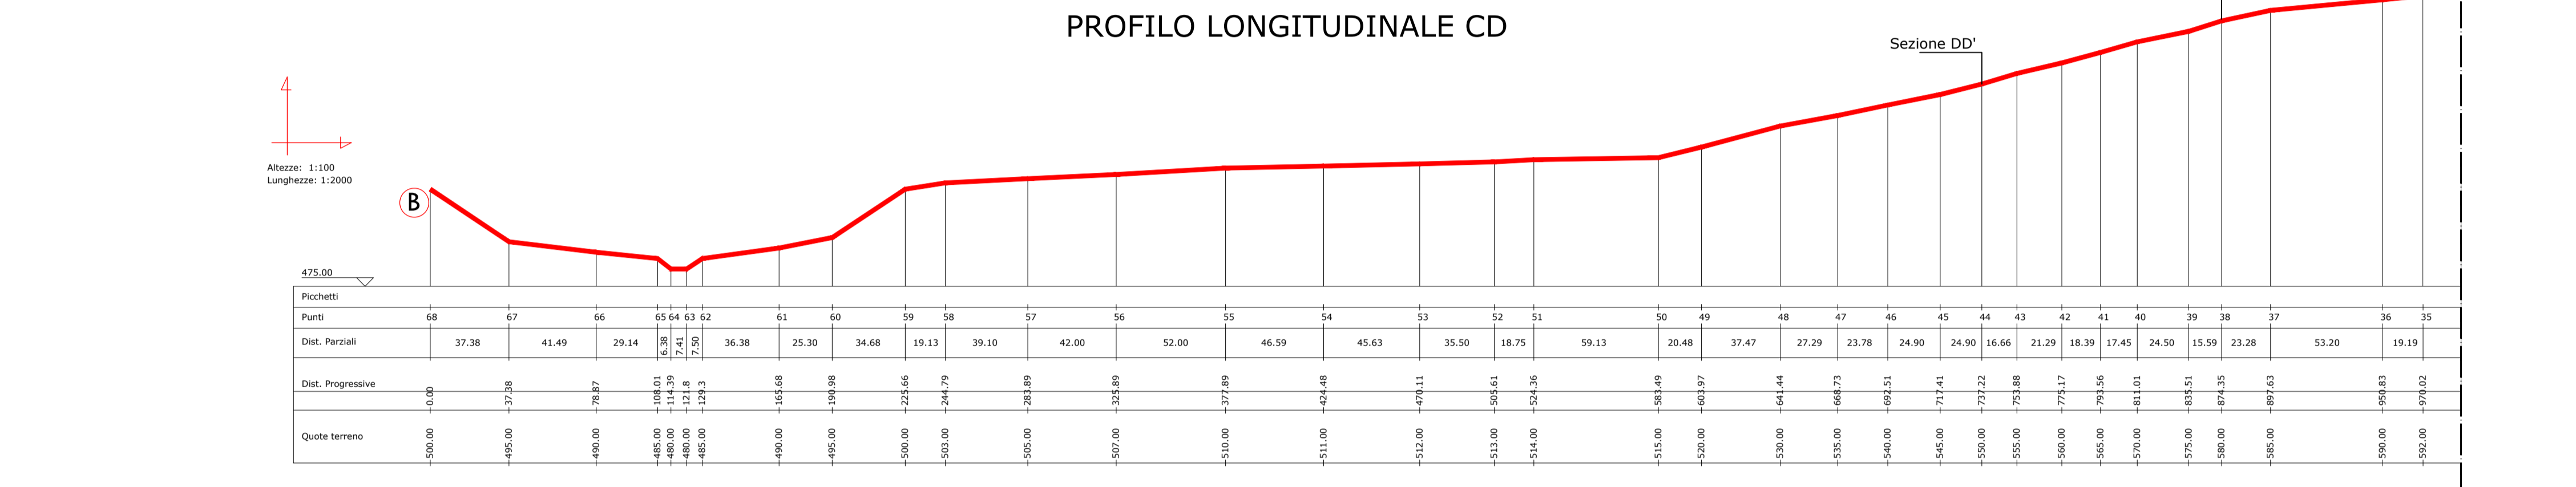 PROFILO LONGITUDINALE CD
Sezione DD'
Altezze: 1:100
Lunghezze: 1:2000
B
475.00
Picchetti
Punti 68 67 66 65 64 63 62 61 60 59 58 57 56 55 54 53 52 51 50 49 48 47 46 45 44 43 42 41 40 39 38 37 36 35
Dist. Parziali 37.38 41.49 29.14 6.38 7.41 7.50 36.38 25.30 34.68 19.13 39.10 42.00 52.00 46.59 45.63 35.50 18.75 59.13 20.48 37.47 27.29 23.78 24.90 24.90 16.66 21.29 18.39 17.45 24.50 15.59 23.28 53.20 19.19
Dist. Progressive 0.00 37.38 78.87 108.01 114.39 121.8 129.3 165.68 190.98 225.66 244.79 283.89 325.89 377.89 424.48 470.11 505.61 524.36 583.49 603.97 641.44 668.73 692.51 717.41 737.22 753.88 775.17 793.56 811.01 835.51 874.35 897.63 950.83 970.02
Quote terreno 500.00 495.00 490.00 485.00 480.00 480.00 485.00 490.00 495.00 500.00 503.00 505.00 507.00 510.00 511.00 512.00 513.00 514.00 515.00 520.00 530.00 535.00 540.00 545.00 550.00 555.00 560.00 565.00 570.00 575.00 580.00 585.00 590.00 592.00